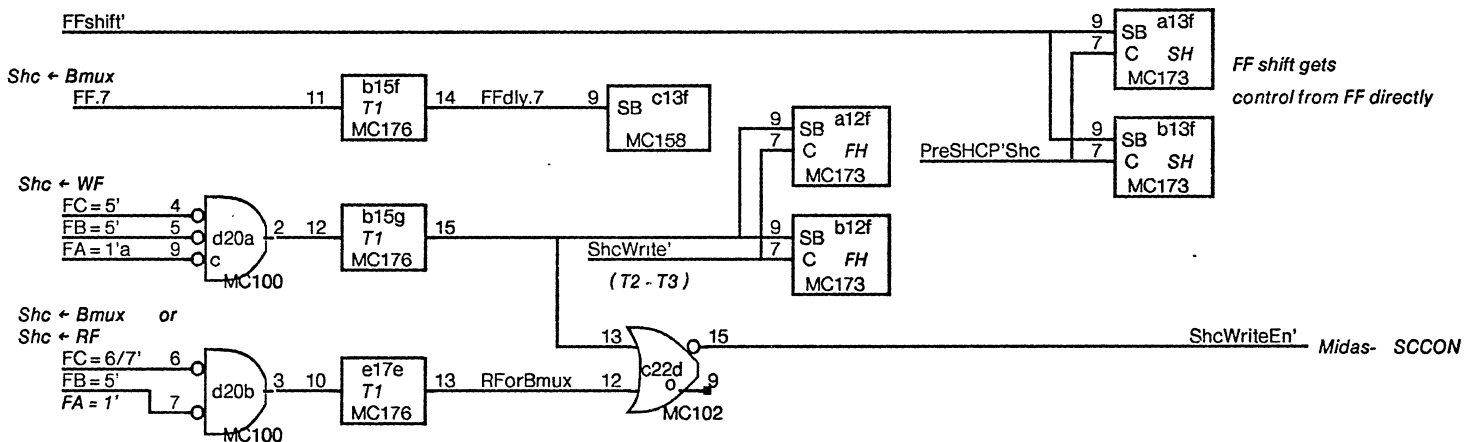 FFshift'
9 SB a13f
7 C SH
MC173
FF shift gets
control from FF directly
Shc ← Bmux
FF.7 11 b15f 14 FFdly.7 9 SB c13f
T1
MC176
MC158
9 SB a12f
7 C FH
MC173
PreSHCP'Shc
9 SB b13f
7 C SH
MC173
Shc ← WF
FC = 5' 4
FB = 5' 5 d20a 2 12 b15g 15
FA = 1'a 9 c
T1
MC176
MC100
9 SB b12f
ShcWrite' 7 C FH
MC173
( T2 - T3 )
Shc ← Bmux or
Shc ← RF
FC = 6/7' 6
FB = 5' d20b 3 10 e17e 13 RForBmux 12
FA = 1' 7
T1
MC176
MC100
13 c22d 15 ShcWriteEn' Midas- SCCON
o 9
MC102